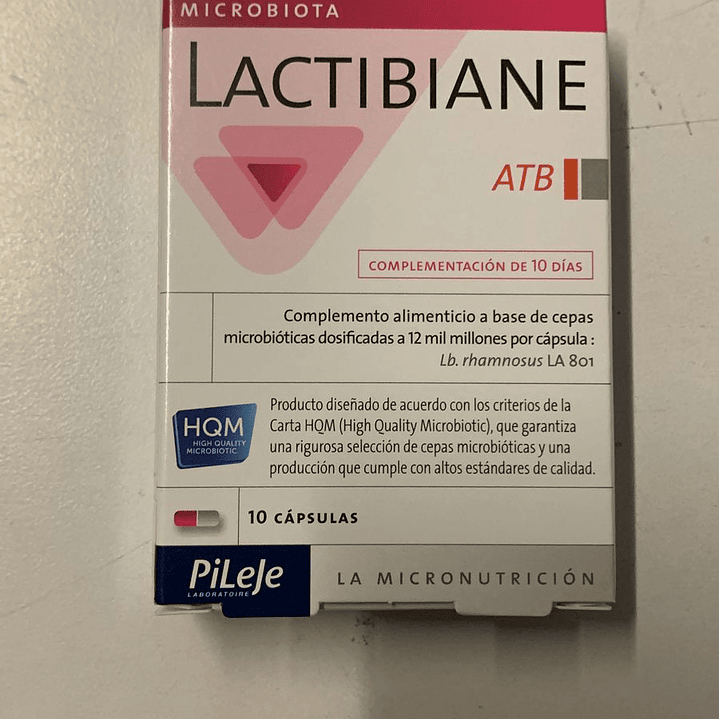 MICROBIOTA
LACTIBIANE
ATB
COMPLEMENTACIÓN DE 10 DÍAS
Complemento alimenticio a base de cepas
microbióticas dosificadas a 12 mil millones por cápsula :
Lb. rhamnosus LA 801
HQM
HIGH QUALITY
MICROBIOTIC
Producto diseñado de acuerdo con los criterios de la
Carta HQM (High Quality Microbiotic), que garantiza
una rigurosa selección de cepas microbióticas y una
producción que cumple con altos estándares de calidad.
10 CÁPSULAS
PiLeJe
LABORATOIRE
LA MICRONUTRICIÓN